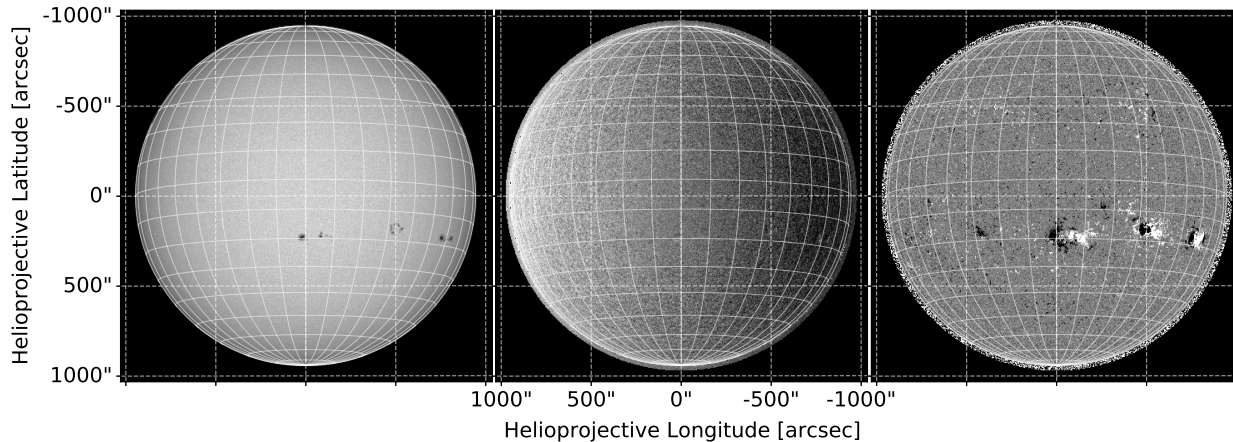 -1000"
-500"
0"
500"
1000"
Helioprojective Latitude [arcsec]
1000" 500" 0" -500" -1000"
Helioprojective Longitude [arcsec]